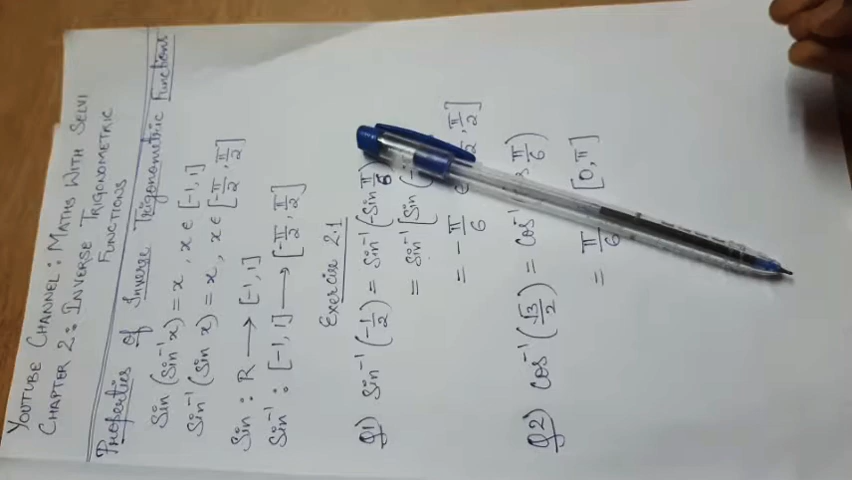 YOUTUBE CHANNEL : MATHS WITH SELVI
CHAPTER 2 : INVERSE TRIGONOMETRIC
FUNCTIONS
Properties of Inverse Trigonometric Functions
Sin (Sin⁻¹x) = x , x ∈ [-1, 1]
Sin⁻¹(Sin x) = x, x ∈ [-π/2, π/2]
Sin : R → [-1, 1]
Sin⁻¹ : [-1, 1] → [-π/2, π/2]
Exercise 2.1
Q1) Sin⁻¹(-1/2) = Sin⁻¹(-Sin π/6)
= Sin⁻¹[Sin (-
= -π/6 ∈ , π/2]
Q2) Cos⁻¹(√3/2) = Cos⁻¹ π/6)
= π/6 [0, π]